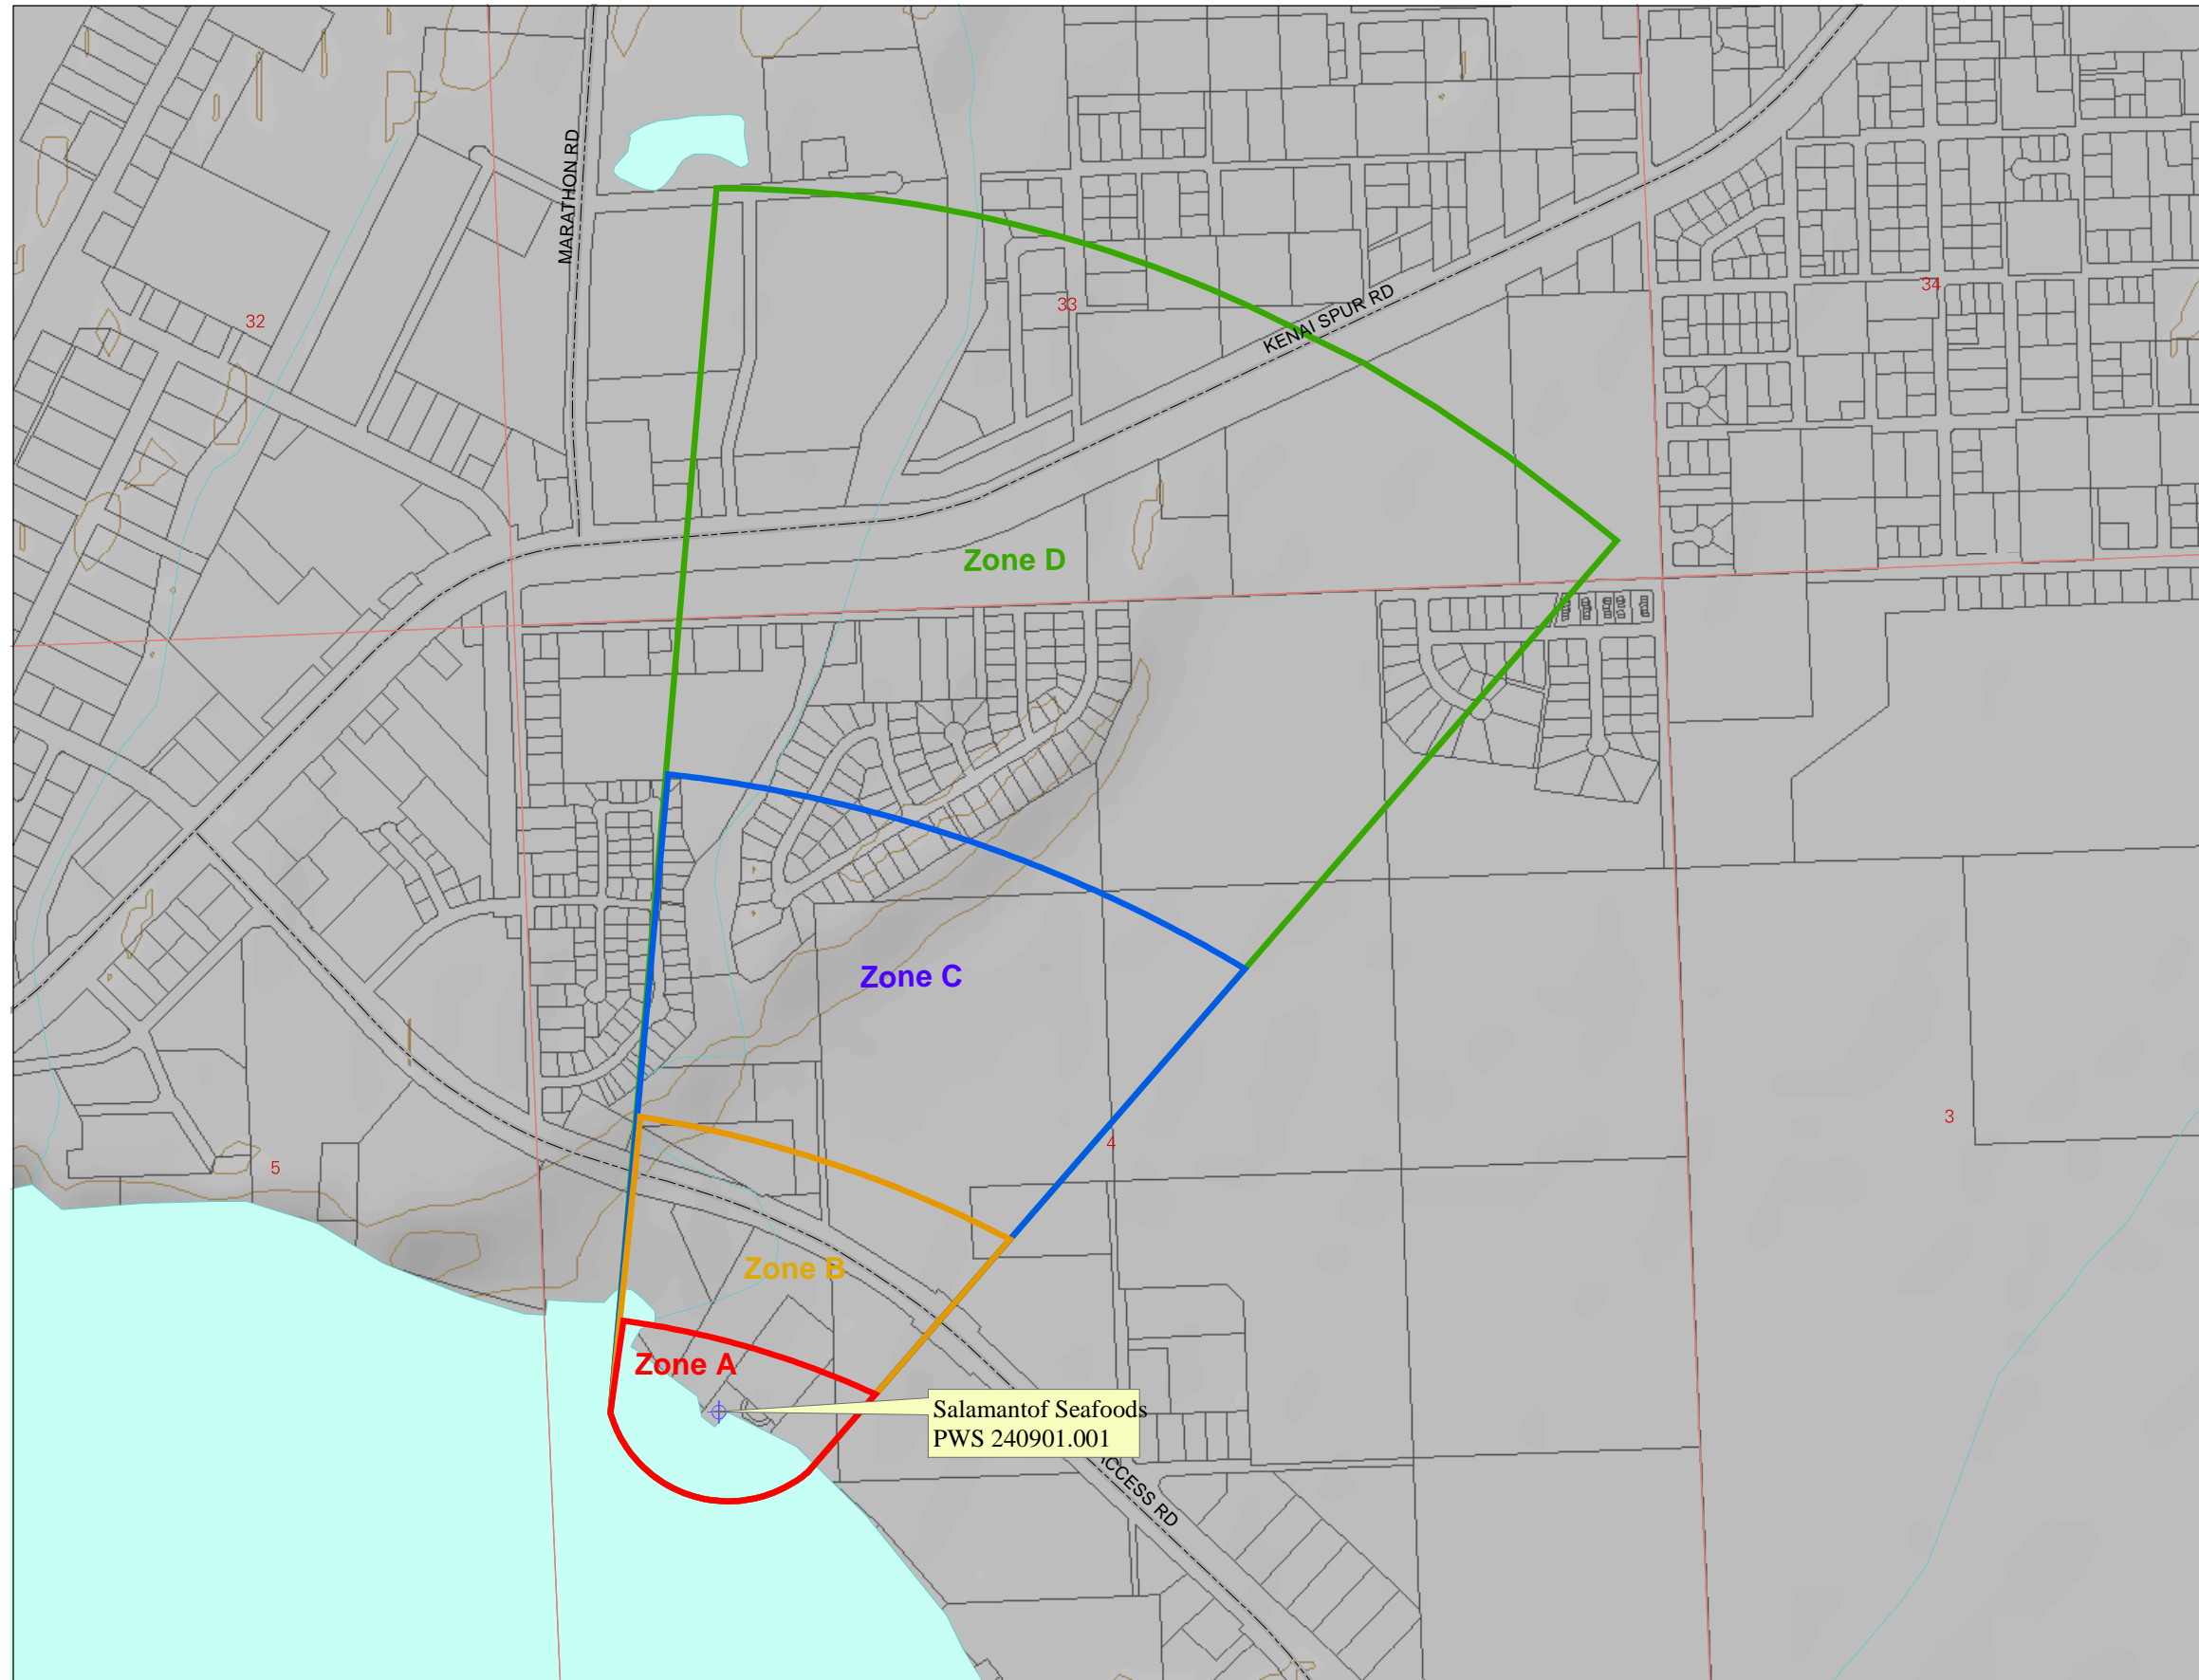 MARATHON RD
34
33
32
KENAI SPUR RD
Zone D
Zone C
3
4
5
Zone B
Zone A
Salamantof Seafoods
PWS 240901.001
ACCESS RD